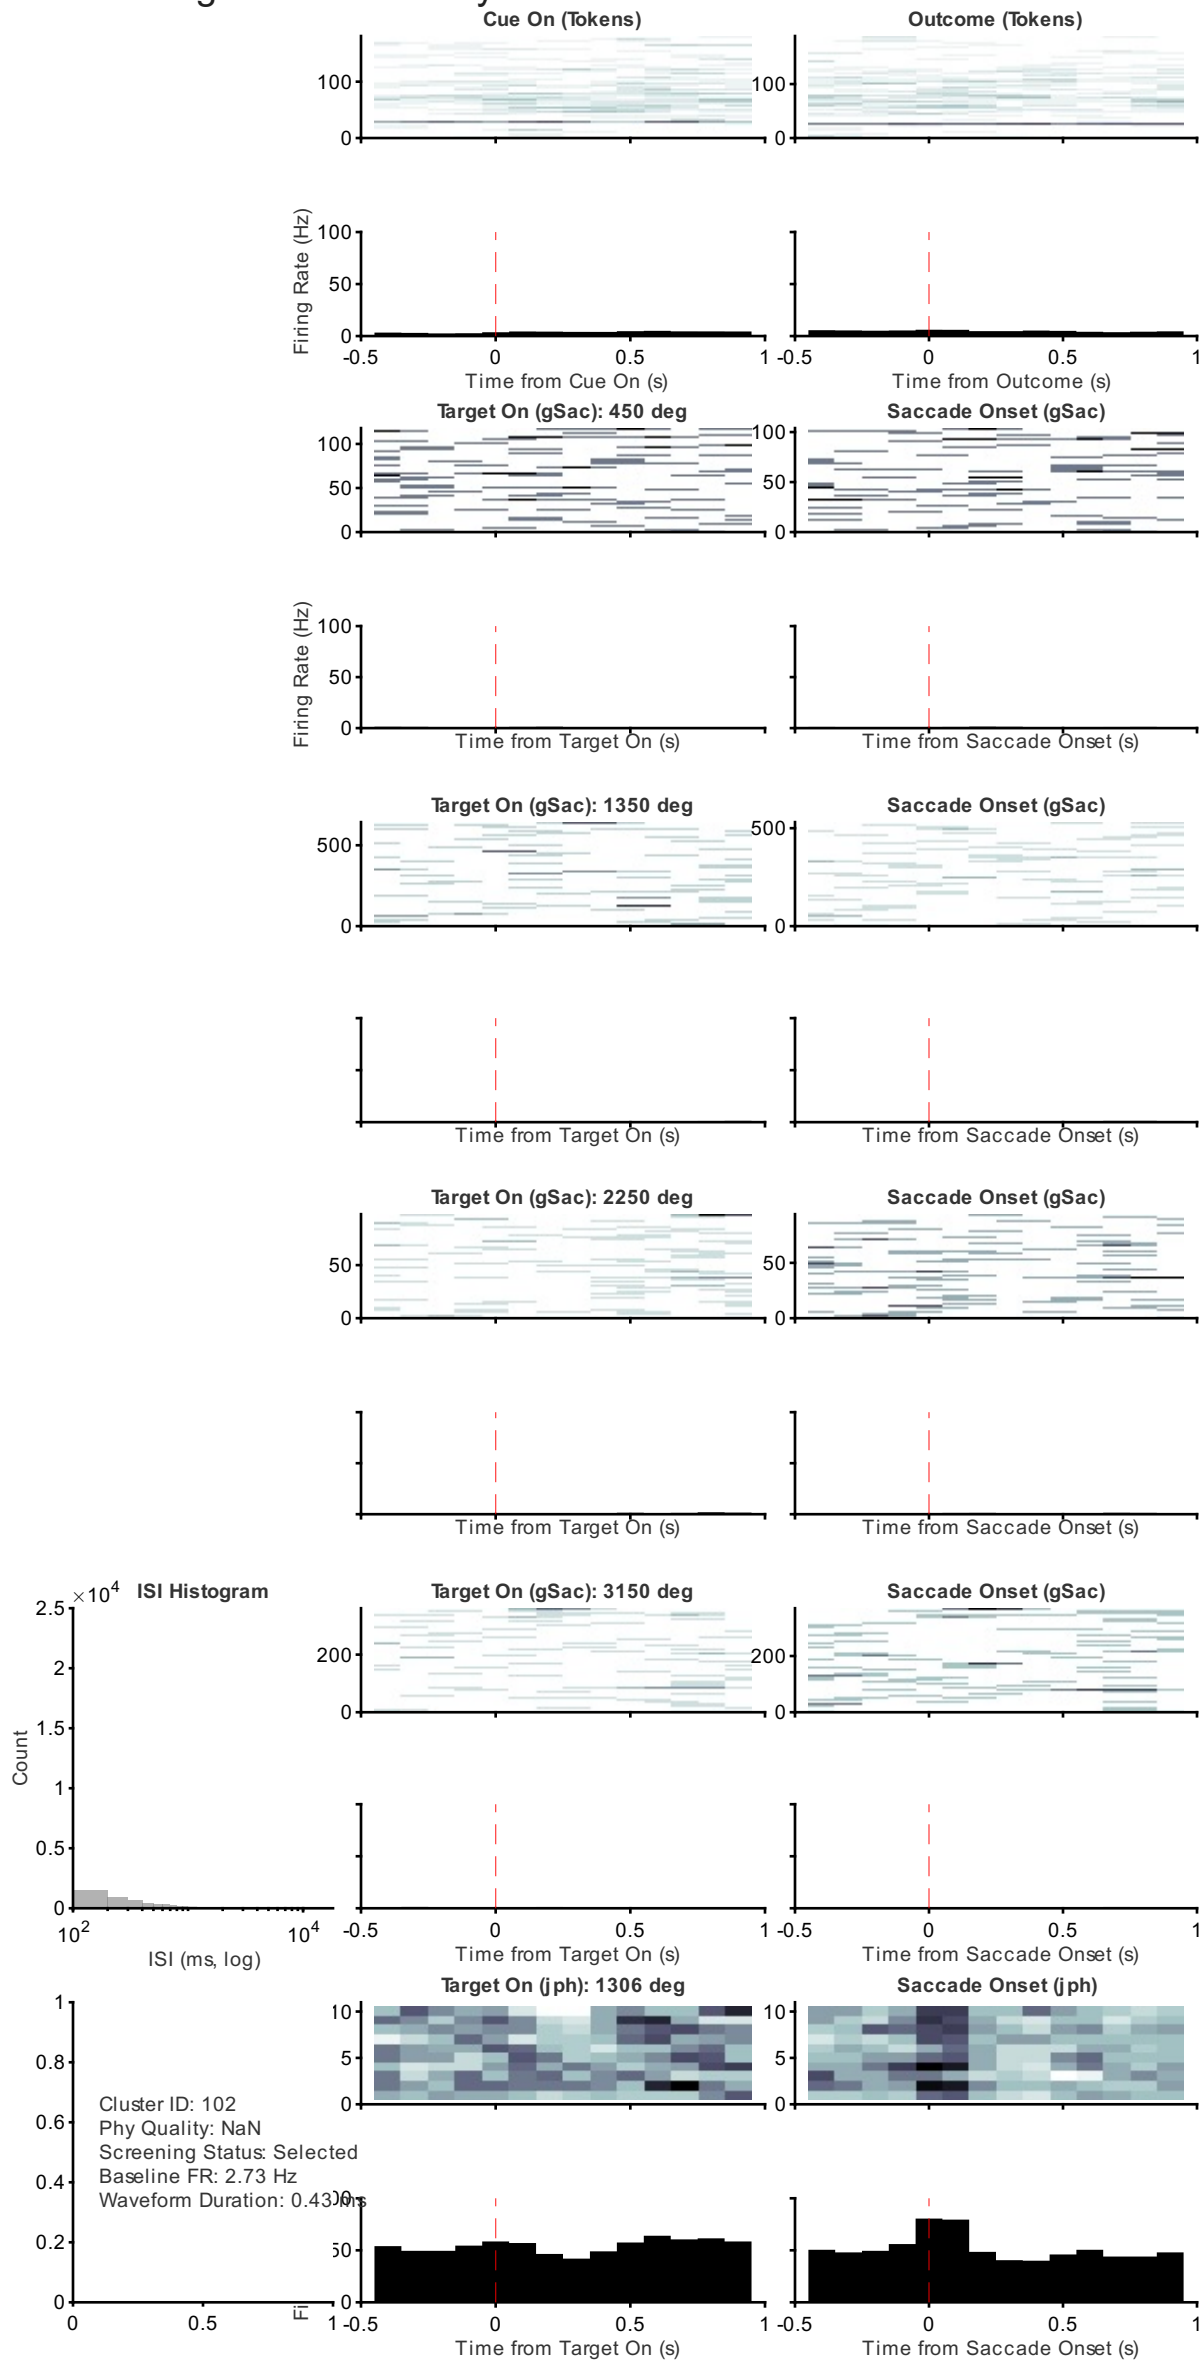 Cue On (Tokens)
Outcome (Tokens)
100
0
100
0
Firing Rate (Hz)
100
50
0
-0.5 0 0.5 1
Time from Cue On (s)
-0.5 0 0.5 1
Time from Outcome (s)
Target On (gSac): 450 deg
Saccade Onset (gSac)
100
50
0
100
50
0
Firing Rate (Hz)
100
50
0
Time from Target On (s)
Time from Saccade Onset (s)
Target On (gSac): 1350 deg
Saccade Onset (gSac)
500
0
500
0
Time from Target On (s)
Time from Saccade Onset (s)
Target On (gSac): 2250 deg
Saccade Onset (gSac)
50
0
50
0
Time from Target On (s)
Time from Saccade Onset (s)
×10⁴
ISI Histogram
2.5
2
1.5
1
0.5
0
Count
10² 10⁴
ISI (ms, log)
Target On (gSac): 3150 deg
Saccade Onset (gSac)
200
0
200
0
-0.5 0 0.5 1
Time from Target On (s)
-0.5 0 0.5 1
Time from Saccade Onset (s)
1
0.8
0.6
0.4
0.2
0
0 0.5 1
Cluster ID: 102
Phy Quality: NaN
Screening Status: Selected
Baseline FR: 2.73 Hz
Waveform Duration: 0.43 ms
Target On (jph): 1306 deg
Saccade Onset (jph)
10
5
0
10
5
0
Fi
50
0
-0.5 0 0.5 1
Time from Target On (s)
-0.5 0 0.5 1
Time from Saccade Onset (s)